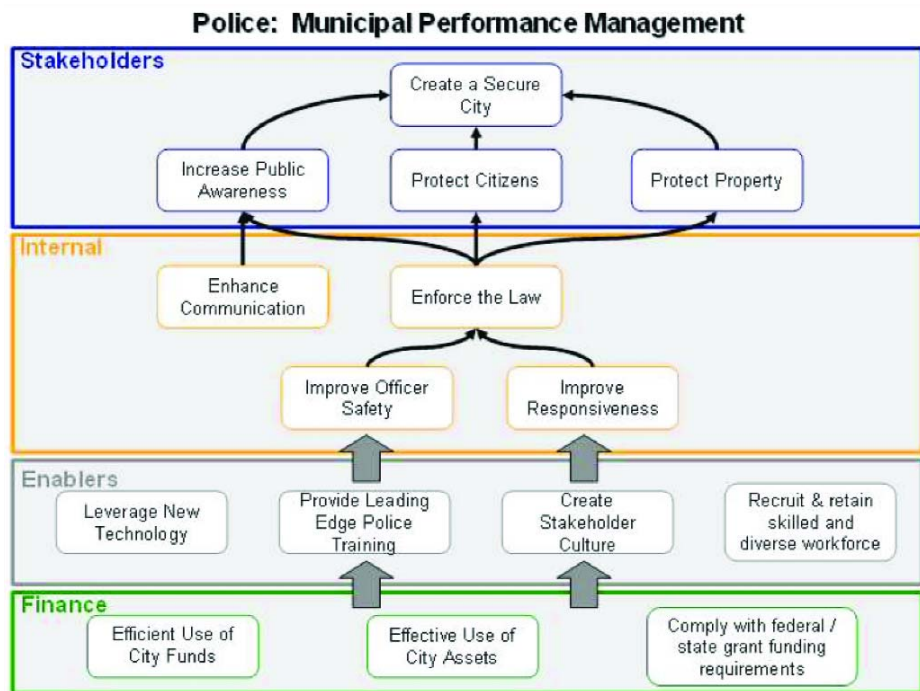 Police: Municipal Performance Management
Stakeholders
Create a Secure
City
Increase Public
Awareness
Protect Citizens
Protect Property
Internal
Enhance
Communication
Enforce the Law
Improve Officer
Safety
Improve
Responsiveness
Enablers
Leverage New
Technology
Provide Leading
Edge Police
Training
Create
Stakeholder
Culture
Recruit & retain
skilled and
diverse workforce
Finance
Efficient Use of
City Funds
Effective Use of
City Assets
Comply with federal /
state grant funding
requirements